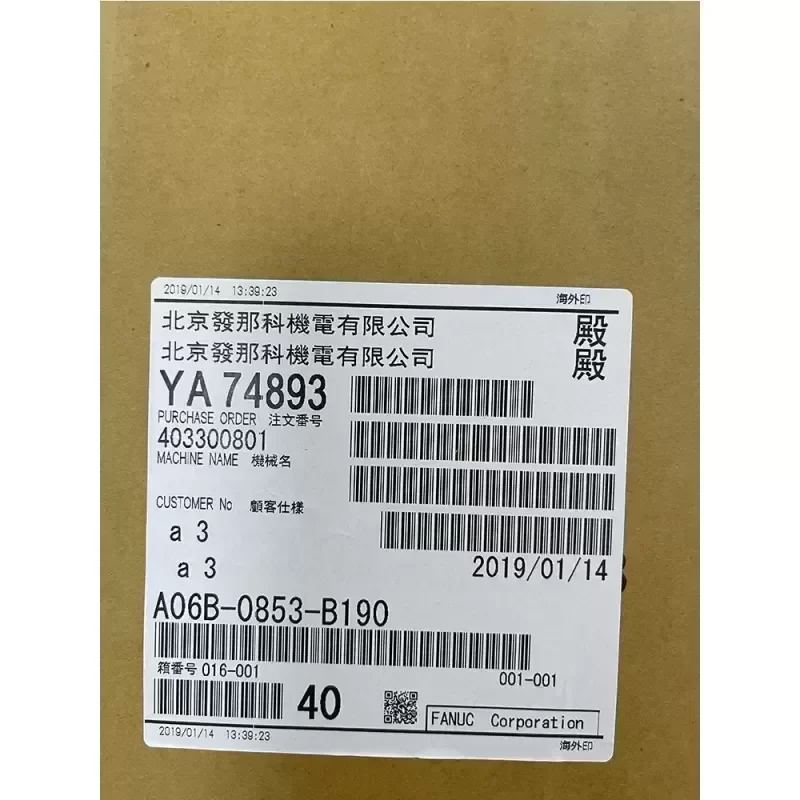 2019/01/14 13:39:23 海外印
北京發那科機電有限公司 殿
北京發那科機電有限公司 殿
YA 74893
PURCHASE ORDER 注文番号
403300801
MACHINE NAME 機械名
CUSTOMER No 顧客仕様
a 3
2019/01/14
a 3
A06B-0853-B190
箱番号 016-001 001-001
40
FANUC Corporation
2019/01/14 13:39:23 海外印